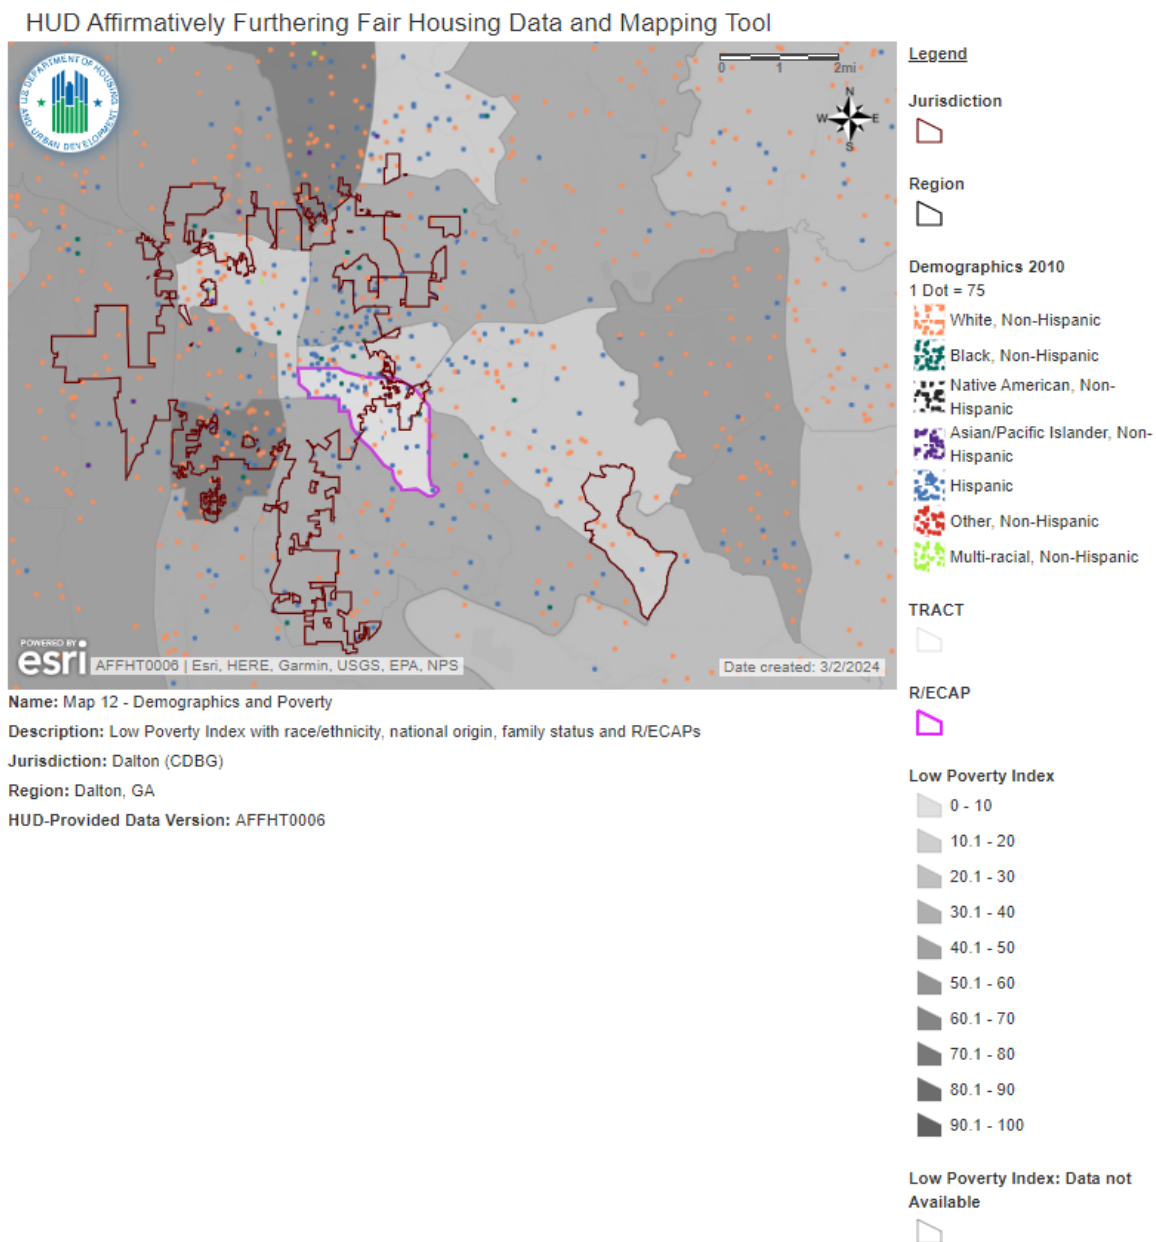 HUD Affirmatively Furthering Fair Housing Data and Mapping Tool
U.S. DEPARTMENT OF HOUSING
AND URBAN DEVELOPMENT
0 1 2mi
N
W E
S
POWERED BY
esri
AFFHT0006 | Esri, HERE, Garmin, USGS, EPA, NPS
Date created: 3/2/2024
Name: Map 12 - Demographics and Poverty
Description: Low Poverty Index with race/ethnicity, national origin, family status and R/ECAPs
Jurisdiction: Dalton (CDBG)
Region: Dalton, GA
HUD-Provided Data Version: AFFHT0006
Legend
Jurisdiction
Region
Demographics 2010
1 Dot = 75
White, Non-Hispanic
Black, Non-Hispanic
Native American, Non-
Hispanic
Asian/Pacific Islander, Non-
Hispanic
Hispanic
Other, Non-Hispanic
Multi-racial, Non-Hispanic
TRACT
R/ECAP
Low Poverty Index
0 - 10
10.1 - 20
20.1 - 30
30.1 - 40
40.1 - 50
50.1 - 60
60.1 - 70
70.1 - 80
80.1 - 90
90.1 - 100
Low Poverty Index: Data not
Available